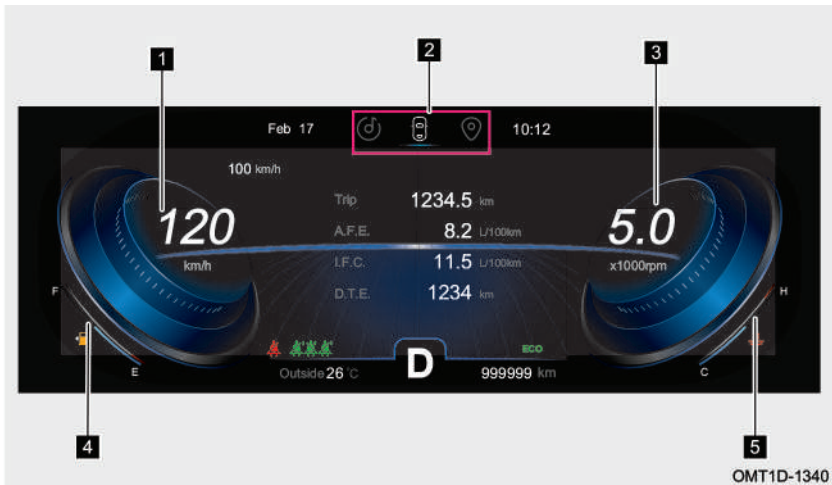 1
2
3
Feb 17
10:12
100 km/h
120
km/h
Trip 1234.5 km
A.F.E. 8.2 L/100km
I.F.C. 11.5 L/100km
D.T.E. 1234 km
5.0
x1000rpm
F
H
E
C
ECO
Outside 26 °C
D
999999 km
4
5
OMT1D-1340